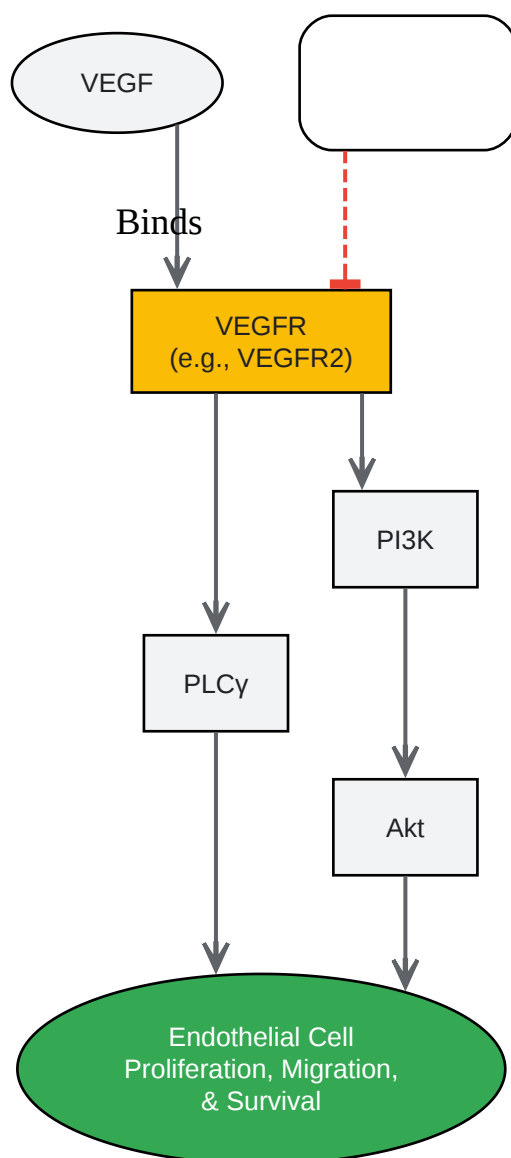 VEGF
Binds
VEGFR
(e.g., VEGFR2)
PI3K
PLCγ
Akt
Endothelial Cell
Proliferation, Migration,
& Survival